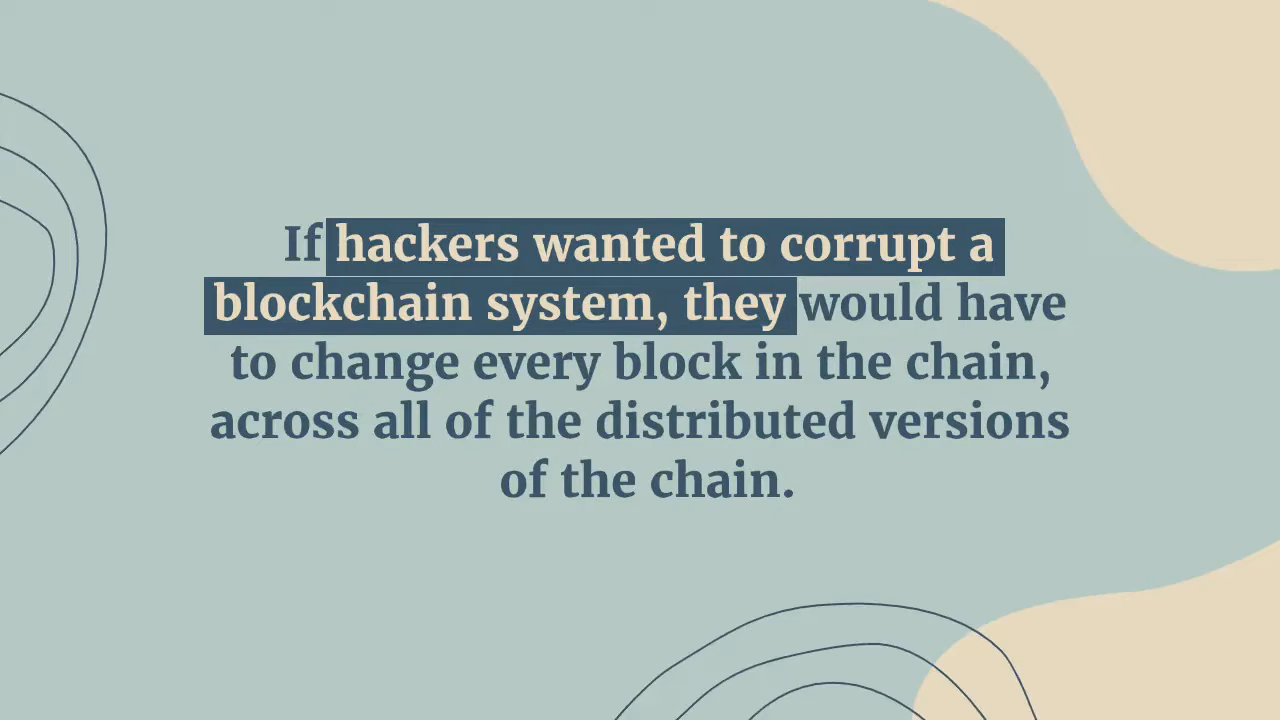 If hackers wanted to corrupt a
blockchain system, they would have
to change every block in the chain,
across all of the distributed versions
of the chain.